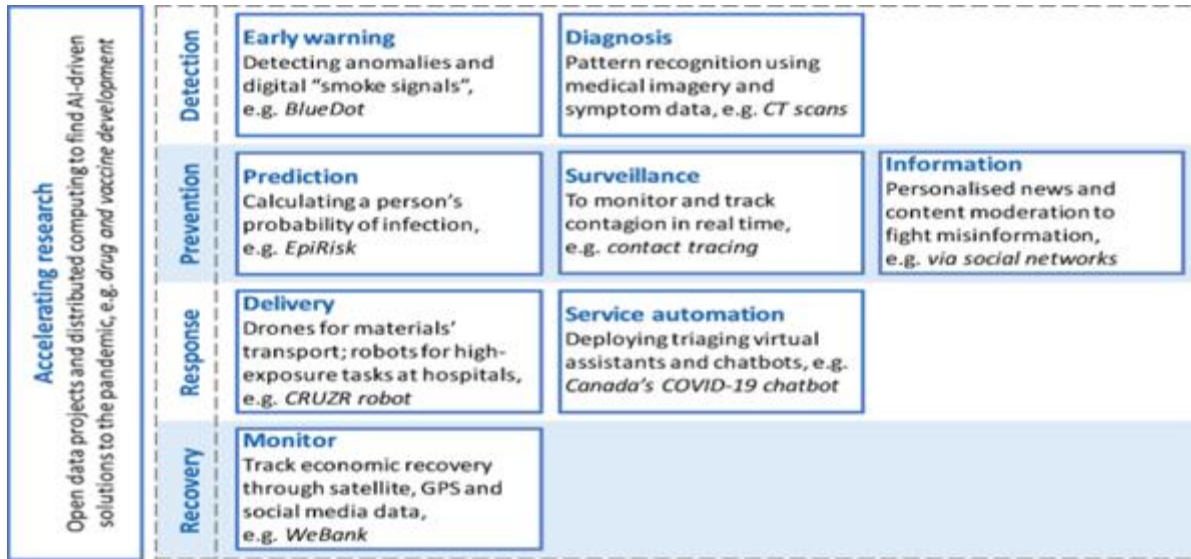 Accelerating research
Open data projects and distributed computing to find AI-driven
solutions to the pandemic, e.g. drug and vaccine development
Detection
Early warning
Detecting anomalies and
digital “smoke signals”,
e.g. BlueDot
Diagnosis
Pattern recognition using
medical imagery and
symptom data, e.g. CT scans
Prevention
Prediction
Calculating a person’s
probability of infection,
e.g. EpiRisk
Surveillance
To monitor and track
contagion in real time,
e.g. contact tracing
Information
Personalised news and
content moderation to
fight misinformation,
e.g. via social networks
Response
Delivery
Drones for materials’
transport; robots for high-
exposure tasks at hospitals,
e.g. CRUZR robot
Service automation
Deploying triaging virtual
assistants and chatbots, e.g.
Canada’s COVID-19 chatbot
Recovery
Monitor
Track economic recovery
through satellite, GPS and
social media data,
e.g. WeBank